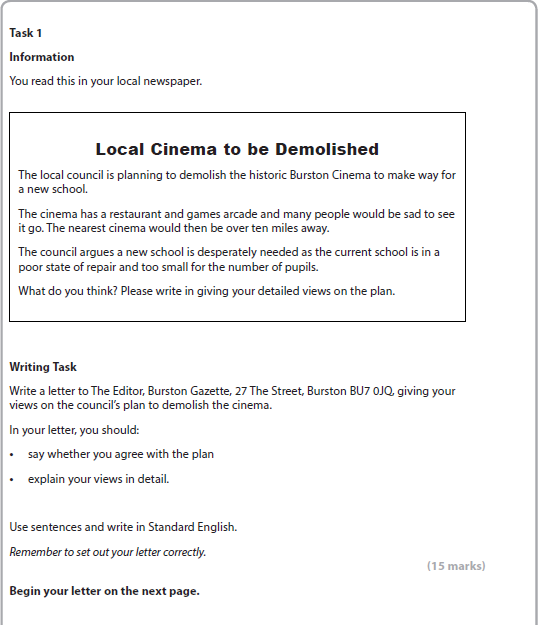 Task 1
Information
You read this in your local newspaper.
Local Cinema to be Demolished
The local council is planning to demolish the historic Burston Cinema to make way for
a new school.
The cinema has a restaurant and games arcade and many people would be sad to see
it go. The nearest cinema would then be over ten miles away.
The council argues a new school is desperately needed as the current school is in a
poor state of repair and too small for the number of pupils.
What do you think? Please write in giving your detailed views on the plan.
Writing Task
Write a letter to The Editor, Burston Gazette, 27 The Street, Burston BU7 0JQ, giving your
views on the council's plan to demolish the cinema.
In your letter, you should:
• say whether you agree with the plan
• explain your views in detail.
Use sentences and write in Standard English.
Remember to set out your letter correctly.
(15 marks)
Begin your letter on the next page.